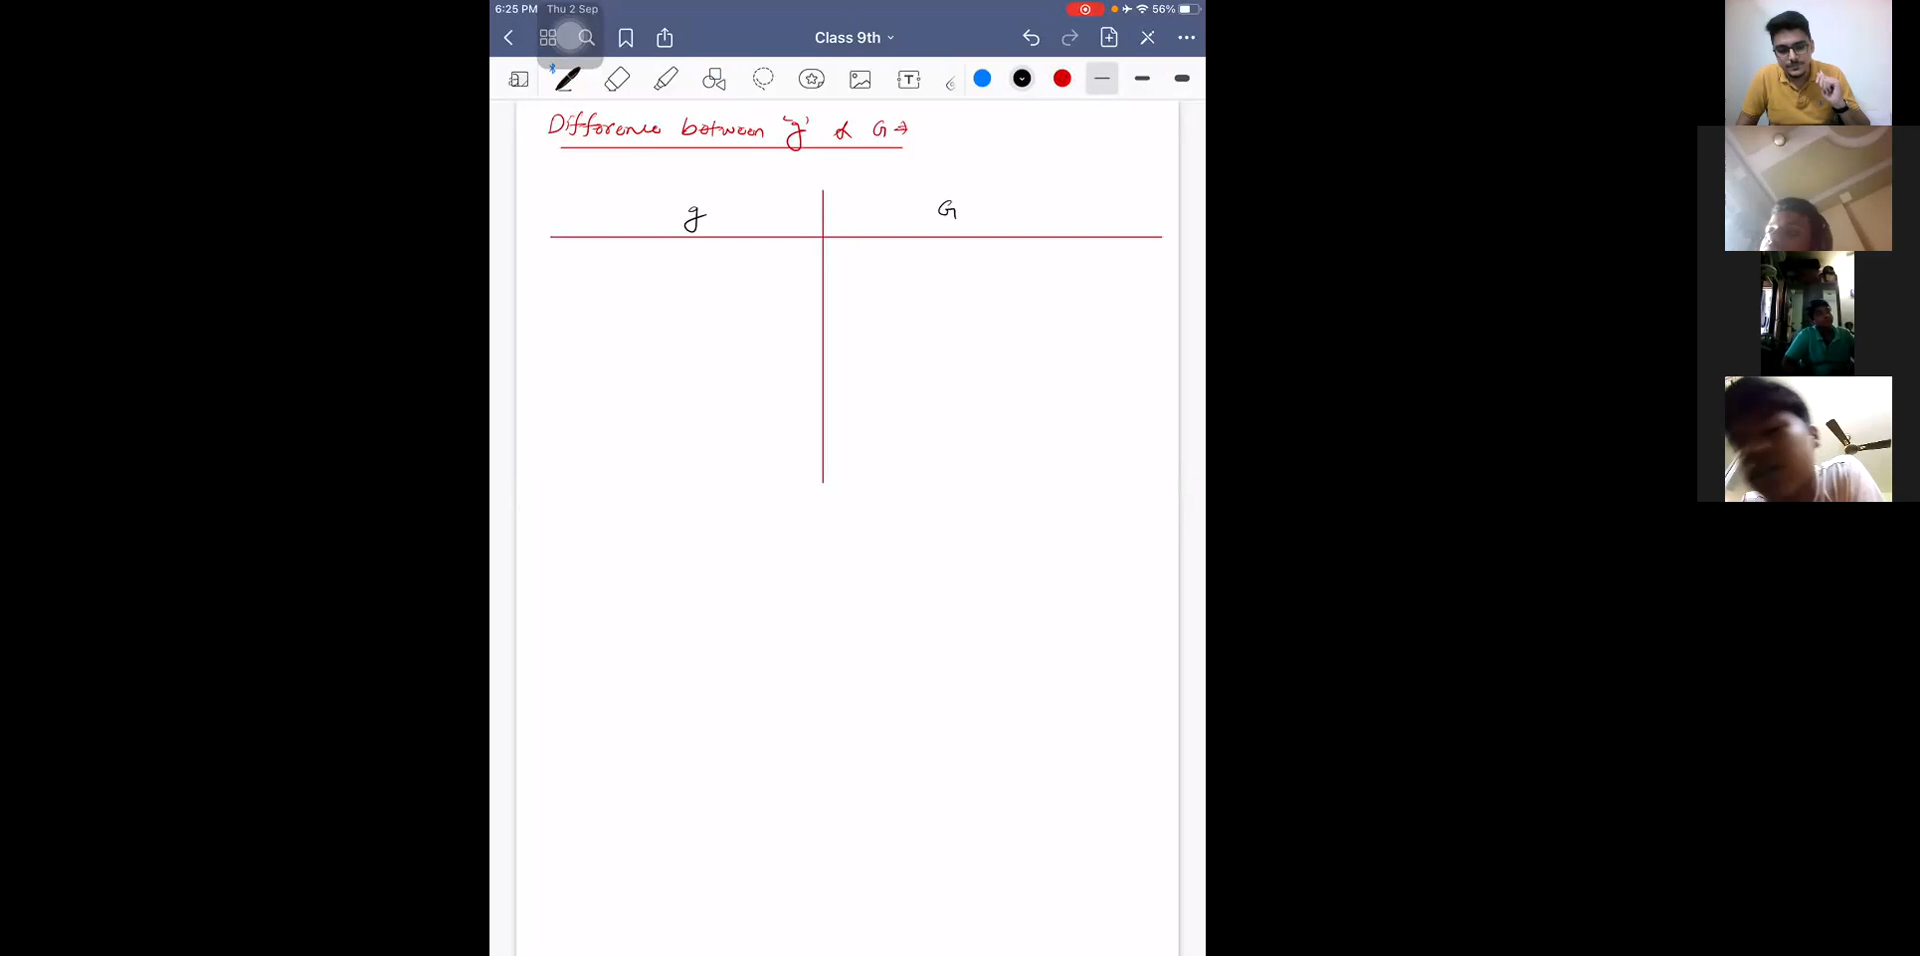 6:25 PM Thu 2 Sep 56%
Class 9th
T
Difference between 'g' & G →
g G